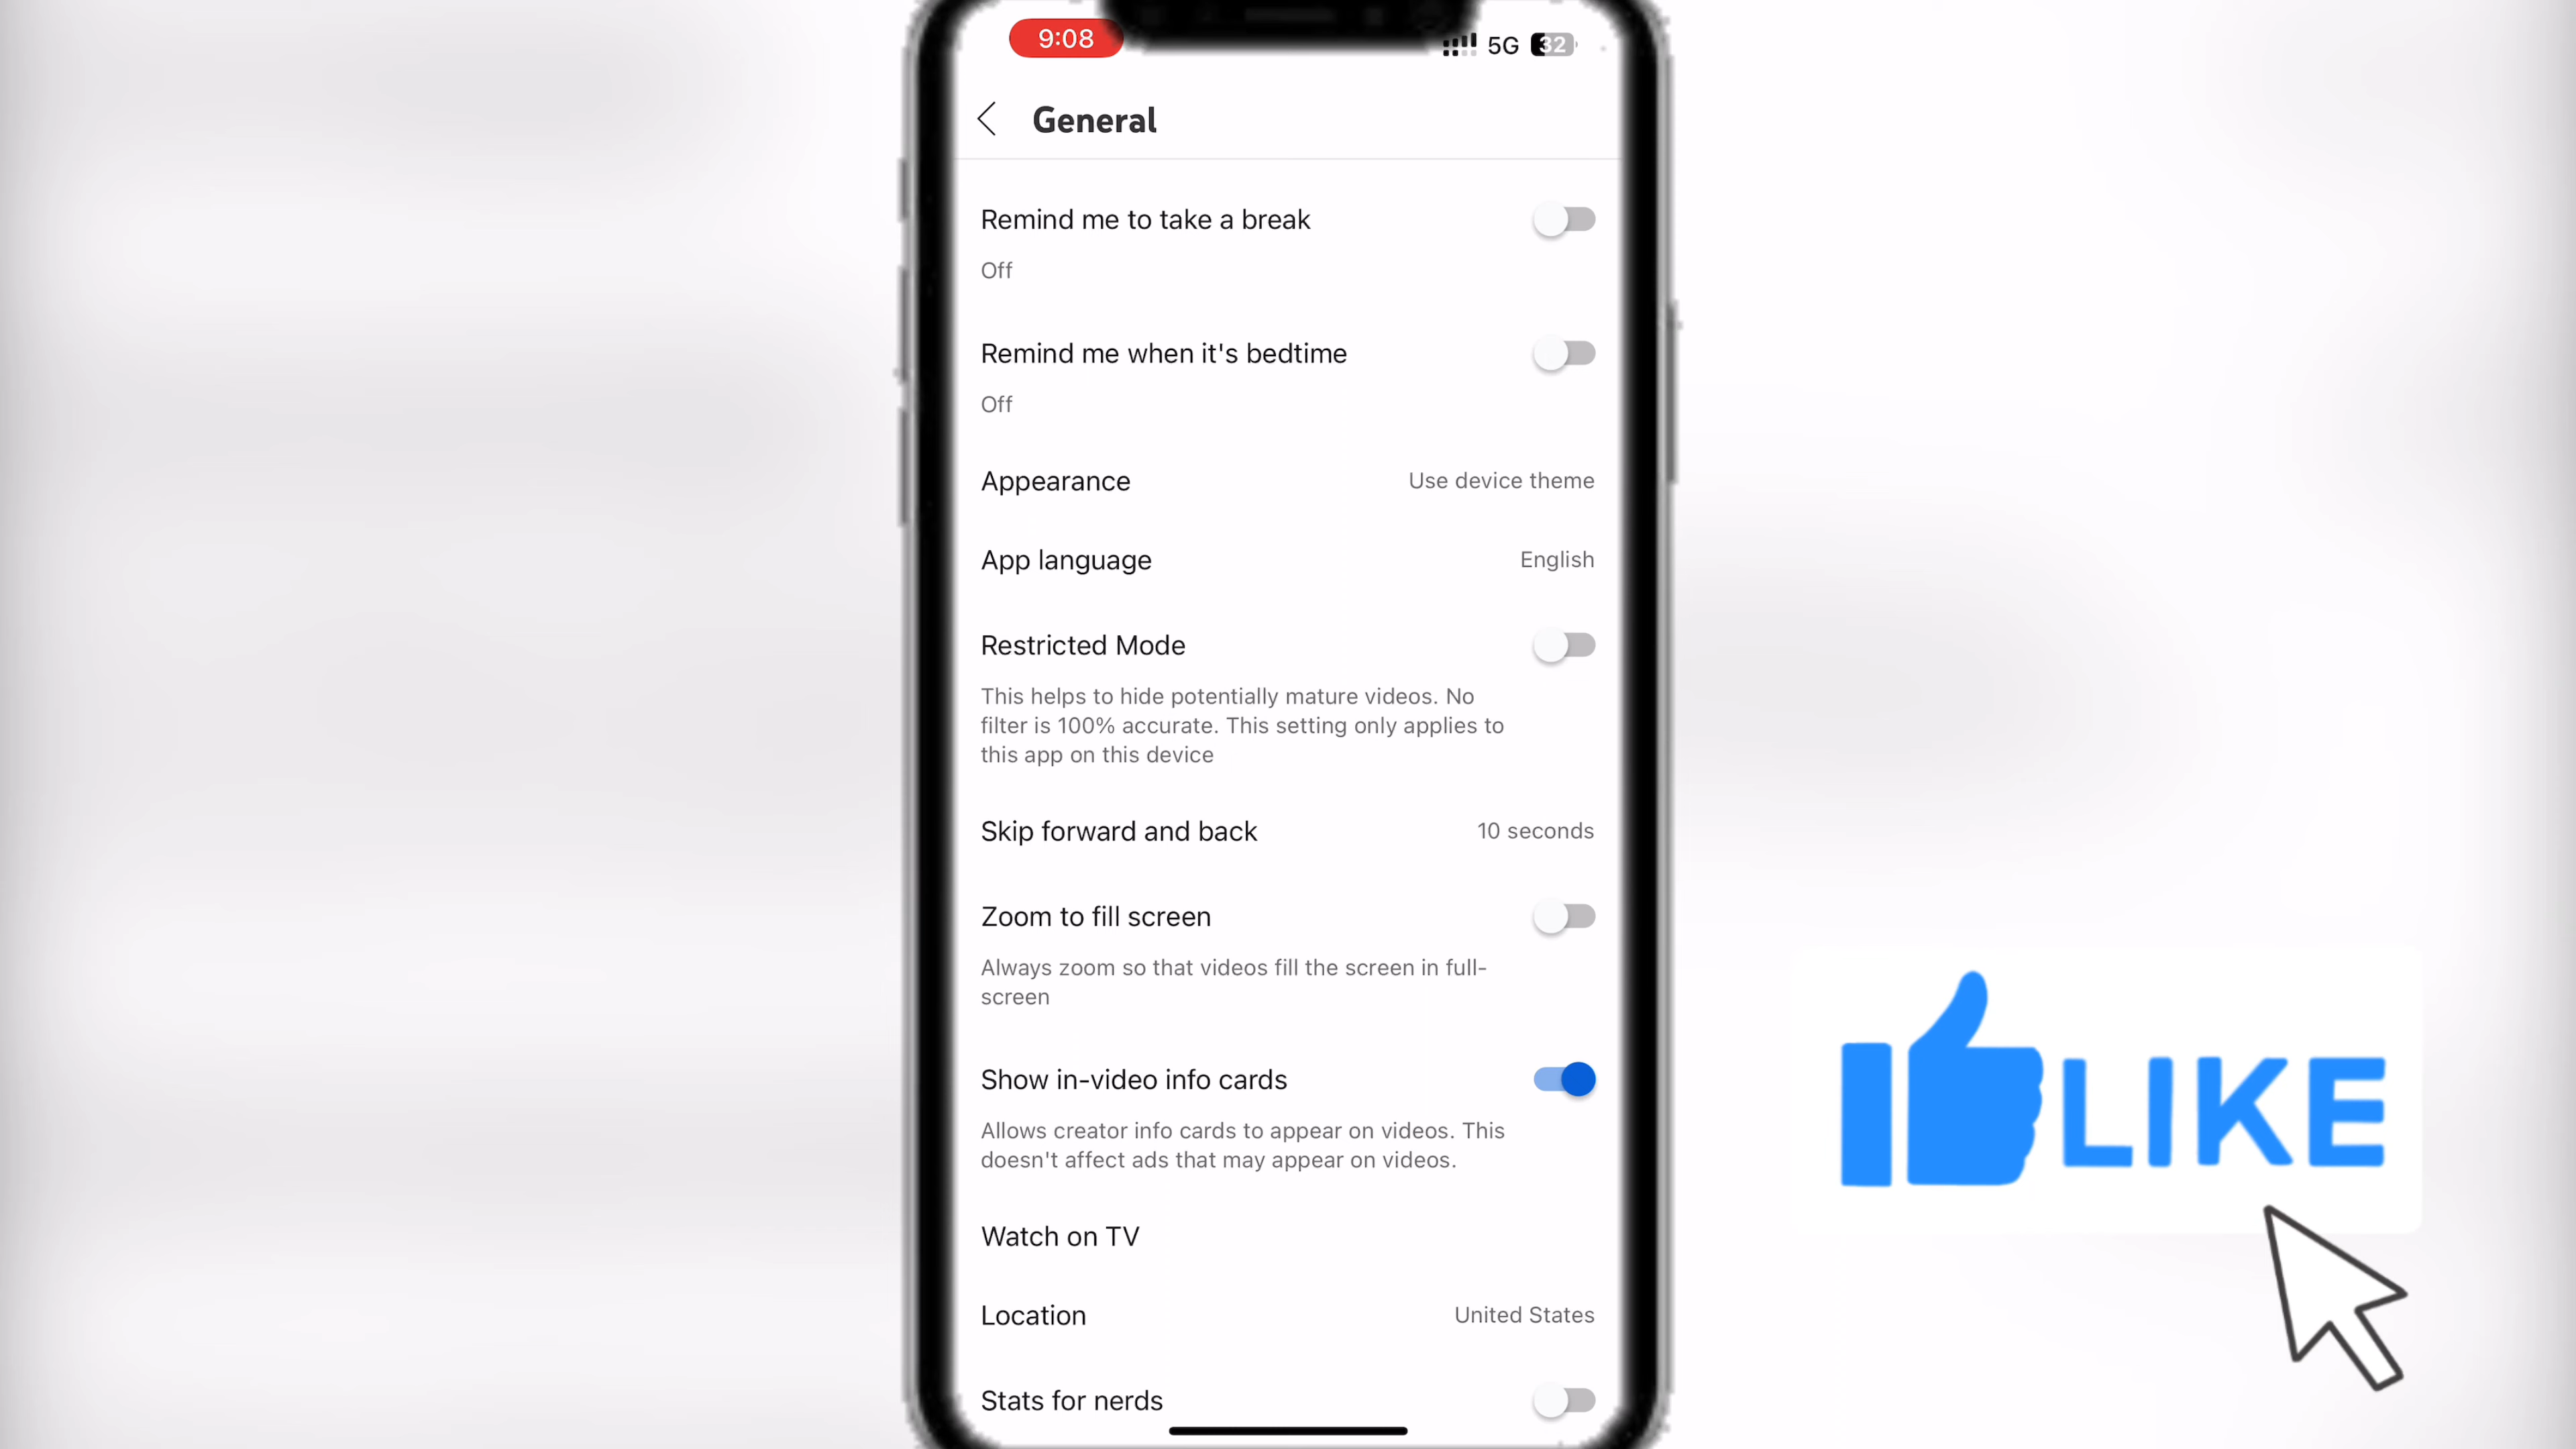 9:08
5G 32
General
Remind me to take a break
Off
Remind me when it's bedtime
Off
Appearance
Use device theme
App language
English
Restricted Mode
This helps to hide potentially mature videos. No
filter is 100% accurate. This setting only applies to
this app on this device
Skip forward and back
10 seconds
Zoom to fill screen
Always zoom so that videos fill the screen in full-
screen
Show in-video info cards
Allows creator info cards to appear on videos. This
doesn't affect ads that may appear on videos.
Watch on TV
Location
United States
Stats for nerds
LIKE